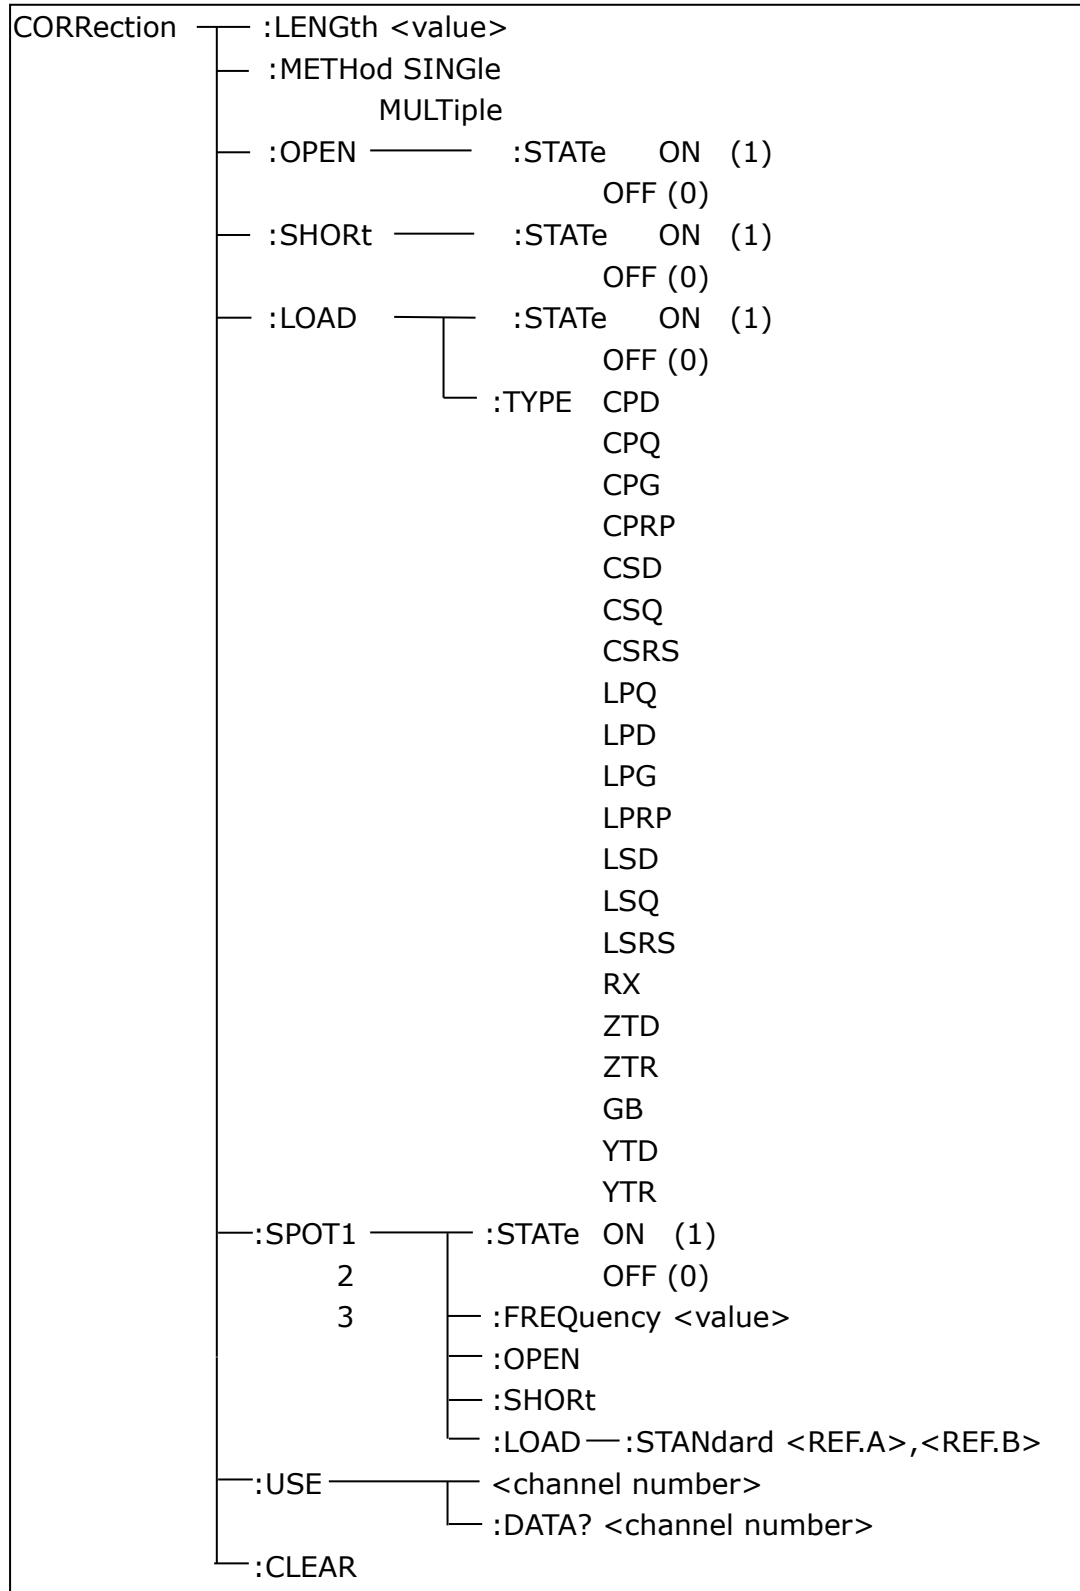 CORRection :LENGth <value>
:METHod SINGle
MULTiple
:OPEN :STATe ON (1)
OFF (0)
:SHORt :STATe ON (1)
OFF (0)
:LOAD :STATe ON (1)
OFF (0)
:TYPE CPD
CPQ
CPG
CPRP
CSD
CSQ
CSRS
LPQ
LPD
LPG
LPRP
LSD
LSQ
LSRS
RX
ZTD
ZTR
GB
YTD
YTR
:SPOT1 :STATe ON (1)
2 OFF (0)
3 :FREQuency <value>
:OPEN
:SHORt
:LOAD :STANdard <REF.A>,<REF.B>
:USE <channel number>
:DATA? <channel number>
:CLEAR